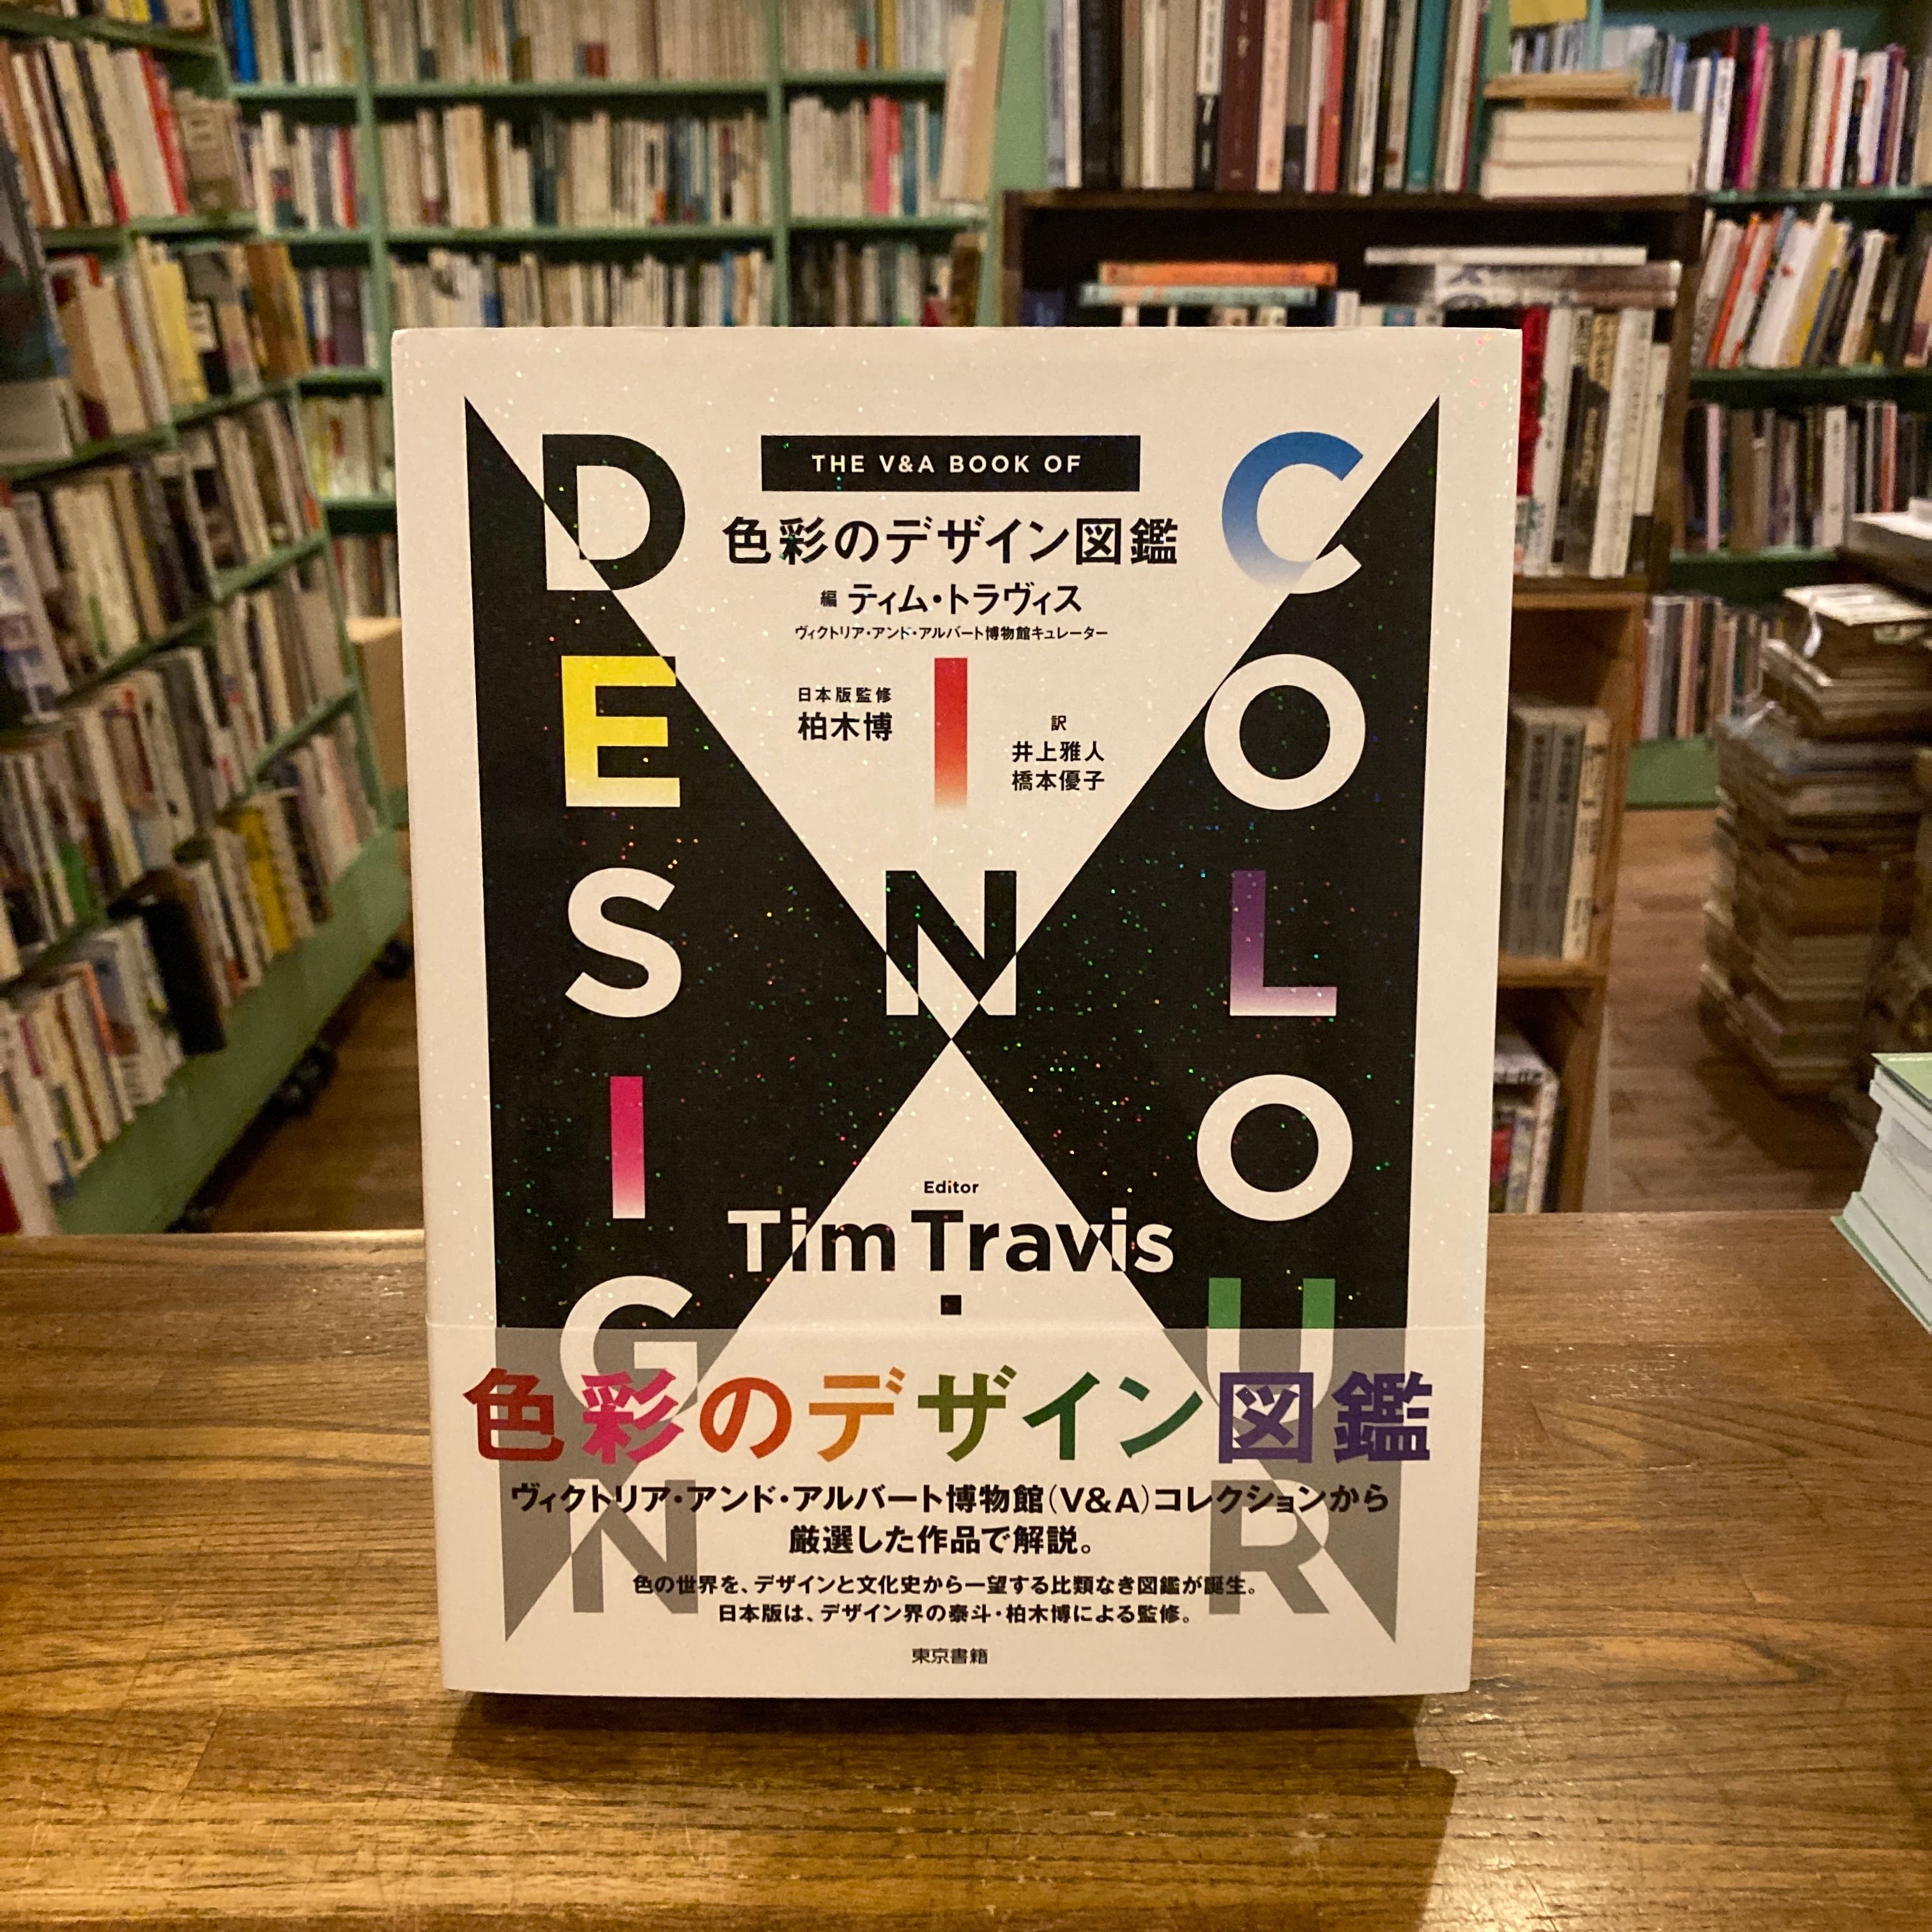 THE V&A BOOK OF
DESIGN
IN
COLOUR
色彩のデザイン図鑑
編 ティム・トラヴィス
ヴィクトリア・アンド・アルバート博物館キュレーター
日本版監修
柏木博
訳
井上雅人
橋本優子
Editor
Tim Travis
色彩のデザイン図鑑
ヴィクトリア・アンド・アルバート博物館(V&A)コレクションから
厳選した作品で解説。
色の世界を、デザインと文化史から一望する比類なき図鑑が誕生。
日本版は、デザイン界の泰斗・柏木博による監修。
東京書籍